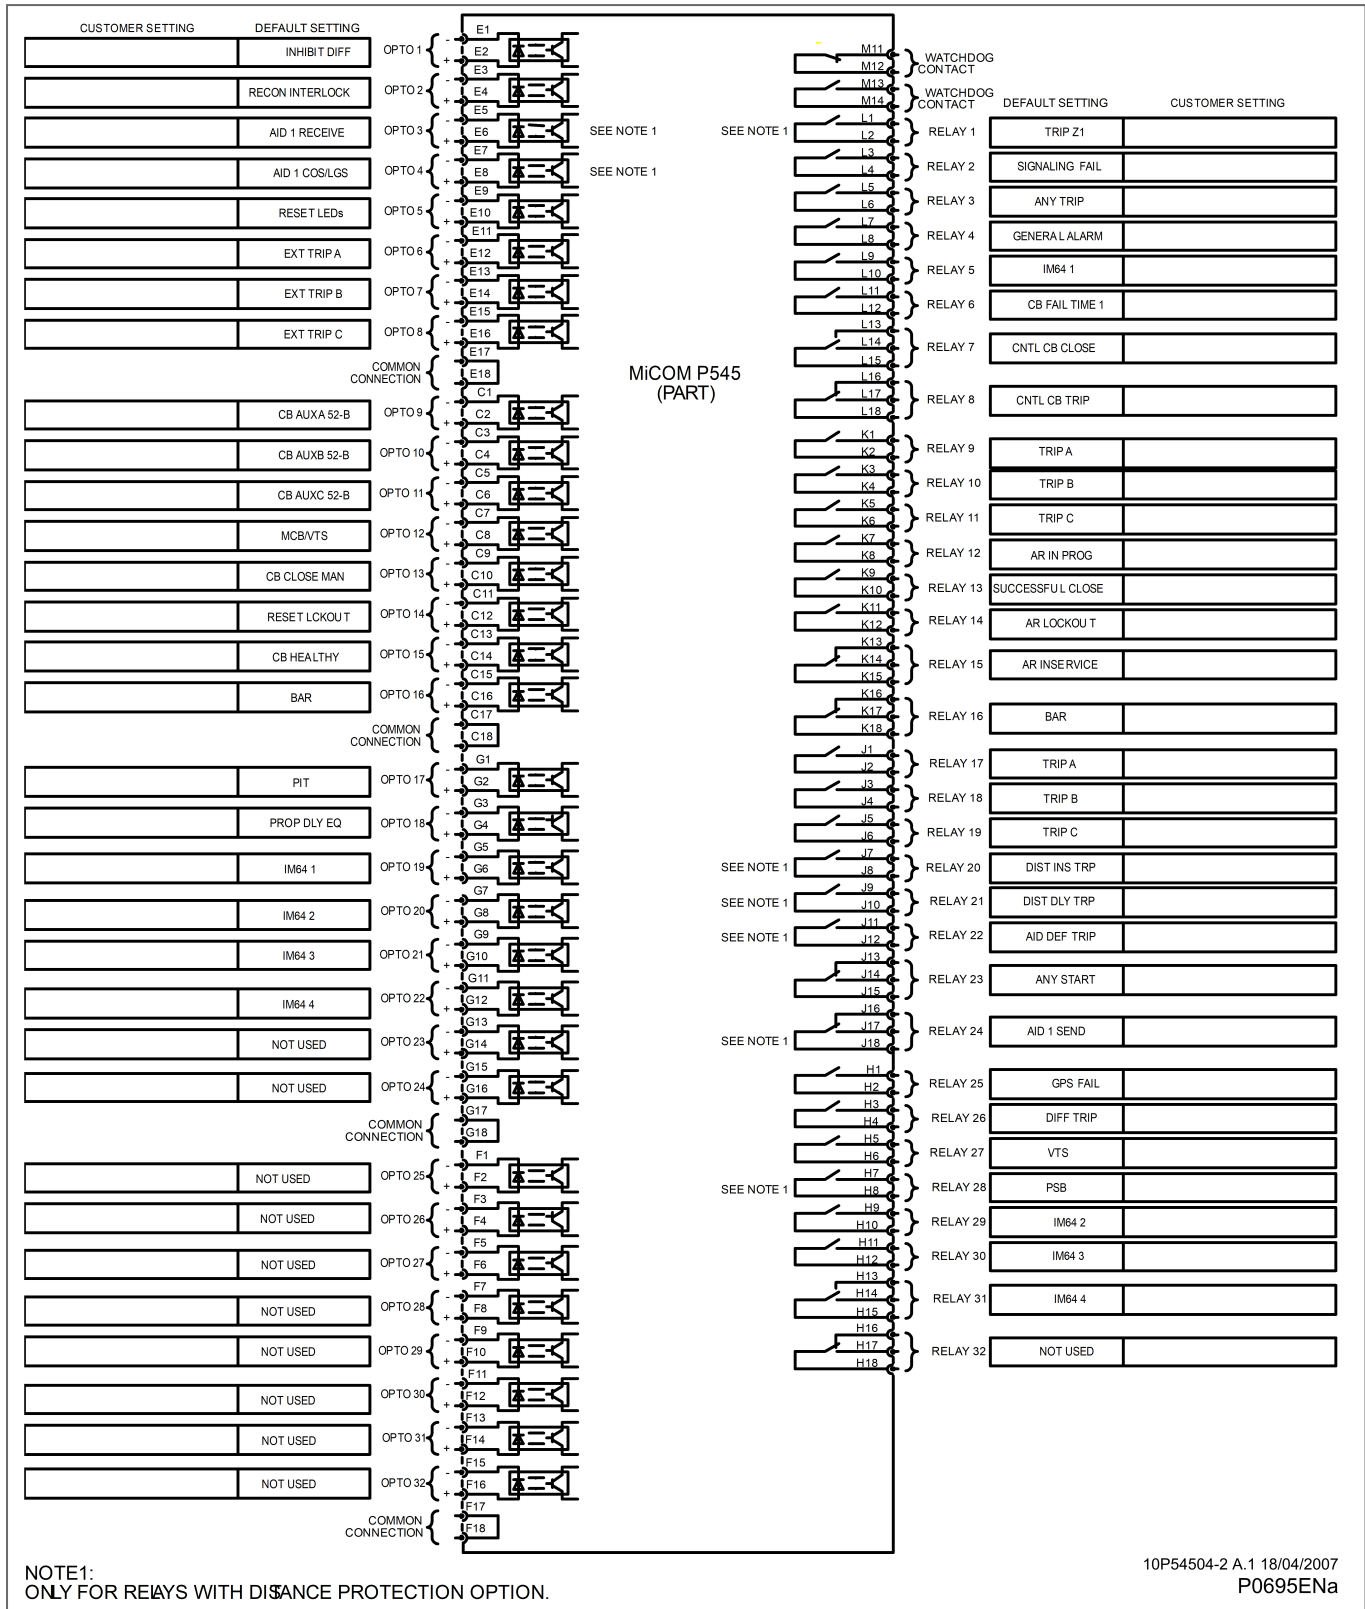 CUSTOMER SETTING DEFAULT SETTING
INHIBIT DIFF OPTO 1 - + E1 E2
RECON INTERLOCK OPTO 2 - + E3 E4
AID 1 RECEIVE OPTO 3 - + E5 E6 SEE NOTE 1
AID 1 COS/LGS OPTO 4 - + E7 E8 SEE NOTE 1
RESET LEDs OPTO 5 - + E9 E10
EXT TRIP A OPTO 6 - + E11 E12
EXT TRIP B OPTO 7 - + E13 E14
EXT TRIP C OPTO 8 - + E15 E16
COMMON
CONNECTION E17 E18
CB AUXA 52-B OPTO 9 - + C1 C2
CB AUXB 52-B OPTO 10 - + C3 C4
CB AUXC 52-B OPTO 11 - + C5 C6
MCB/VTS OPTO 12 - + C7 C8
CB CLOSE MAN OPTO 13 - + C9 C10
RESET LCKOUT OPTO 14 - + C11 C12
CB HEALTHY OPTO 15 - + C13 C14
BAR OPTO 16 - + C15 C16
COMMON
CONNECTION C17 C18
PIT OPTO 17 - + G1 G2
PROP DLY EQ OPTO 18 - + G3 G4
IM64 1 OPTO 19 - + G5 G6
IM64 2 OPTO 20 - + G7 G8
IM64 3 OPTO 21 - + G9 G10
IM64 4 OPTO 22 - + G11 G12
NOT USED OPTO 23 - + G13 G14
NOT USED OPTO 24 - + G15 G16
COMMON
CONNECTION G17 G18
NOT USED OPTO 25 - + F1 F2
NOT USED OPTO 26 - + F3 F4
NOT USED OPTO 27 - + F5 F6
NOT USED OPTO 28 - + F7 F8
NOT USED OPTO 29 - + F9 F10
NOT USED OPTO 30 - + F11 F12
NOT USED OPTO 31 - + F13 F14
NOT USED OPTO 32 - + F15 F16
COMMON
CONNECTION F17 F18
MiCOM P545
(PART)
M11 M12 WATCHDOG
CONTACT
M13 M14 WATCHDOG
CONTACT
DEFAULT SETTING CUSTOMER SETTING
SEE NOTE 1 L1 L2 RELAY 1 TRIP Z1
L3 L4 RELAY 2 SIGNALING FAIL
L5 L6 RELAY 3 ANY TRIP
L7 L8 RELAY 4 GENERAL ALARM
L9 L10 RELAY 5 IM64 1
L11 L12 RELAY 6 CB FAIL TIME 1
L13 L14 L15 RELAY 7 CNTL CB CLOSE
L16 L17 L18 RELAY 8 CNTL CB TRIP
K1 K2 RELAY 9 TRIP A
K3 K4 RELAY 10 TRIP B
K5 K6 RELAY 11 TRIP C
K7 K8 RELAY 12 AR IN PROG
K9 K10 RELAY 13 SUCCESSFUL CLOSE
K11 K12 RELAY 14 AR LOCKOUT
K13 K14 K15 RELAY 15 AR INSERVICE
K16 K17 K18 RELAY 16 BAR
J1 J2 RELAY 17 TRIP A
J3 J4 RELAY 18 TRIP B
J5 J6 RELAY 19 TRIP C
SEE NOTE 1 J7 J8 RELAY 20 DIST INS TRP
SEE NOTE 1 J9 J10 RELAY 21 DIST DLY TRP
SEE NOTE 1 J11 J12 RELAY 22 AID DEF TRIP
J13 J14 J15 RELAY 23 ANY START
SEE NOTE 1 J16 J17 J18 RELAY 24 AID 1 SEND
H1 H2 RELAY 25 GPS FAIL
H3 H4 RELAY 26 DIFF TRIP
H5 H6 RELAY 27 VTS
SEE NOTE 1 H7 H8 RELAY 28 PSB
H9 H10 RELAY 29 IM64 2
H11 H12 RELAY 30 IM64 3
H13 H14 H15 RELAY 31 IM64 4
H16 H17 H18 RELAY 32 NOT USED
NOTE1:
ONLY FOR RELAYS WITH DISTANCE PROTECTION OPTION.
10P54504-2 A.1 18/04/2007
P0695ENa